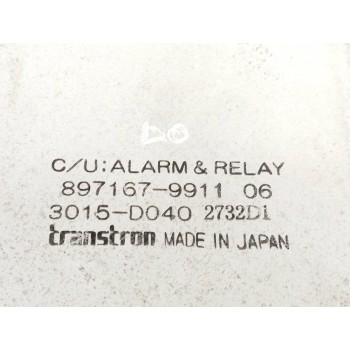 C/U: ALARM & RELAY
897167-9911 06
3015-D040 2732D1
transtron MADE IN JAPAN